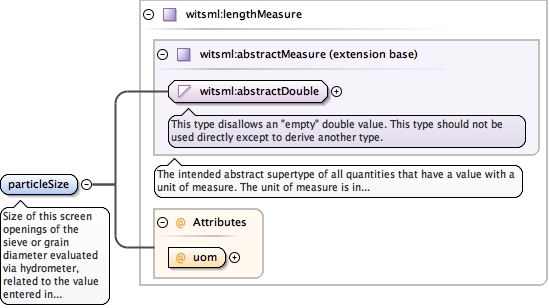 witsml:lengthMeasure
witsml:abstractMeasure (extension base)
witsml:abstractDouble
This type disallows an "empty" double value. This type should not be
used directly except to derive another type.
The intended abstract supertype of all quantities that have a value with a
unit of measure. The unit of measure is in...
particleSize
Size of this screen
openings of the
sieve or grain
diameter evaluated
via hydrometer,
related to the value
entered in...
@ Attributes
@ uom